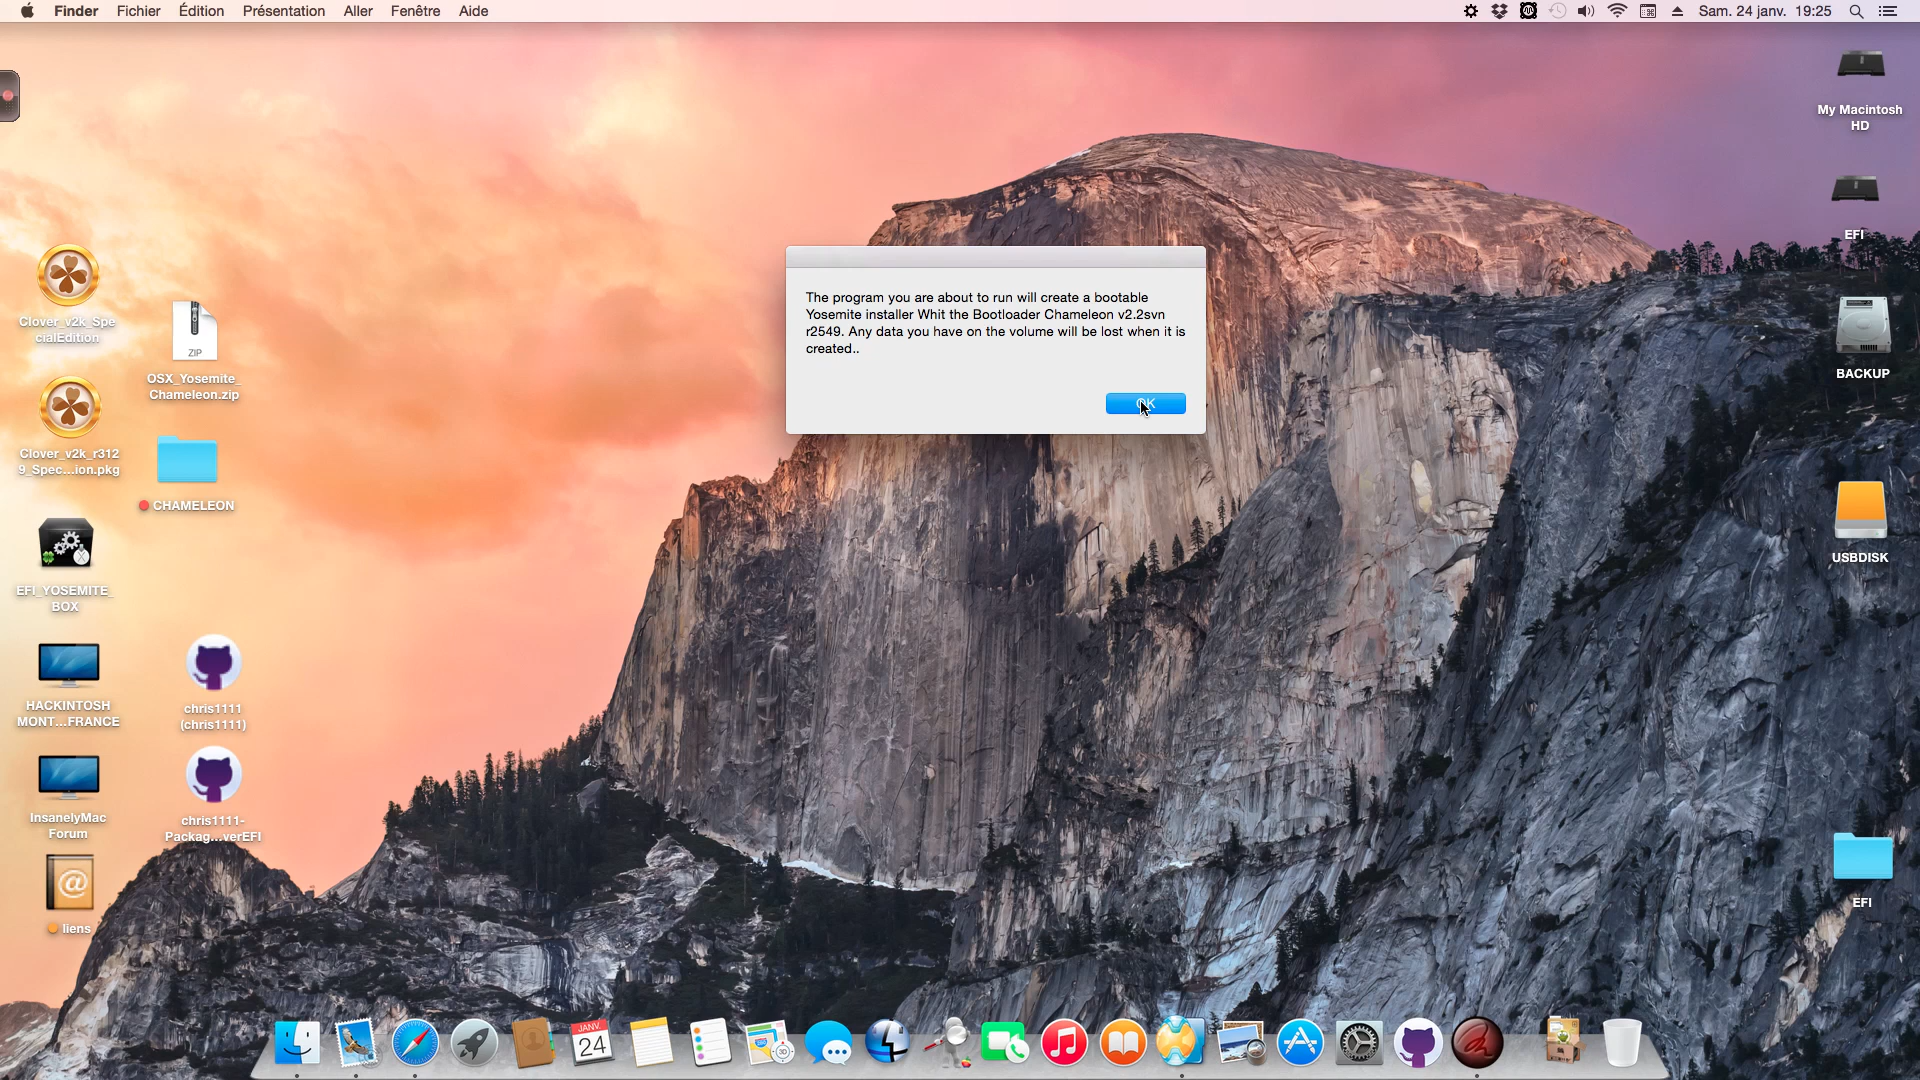 Finder Fichier Édition Présentation Aller Fenêtre Aide
Sam. 24 janv. 19:25
My Macintosh
HD
EFI
BACKUP
USBDISK
EFI
Clover_v2k_Spe
cialEdition
OSX_Yosemite_
Chameleon.zip
ZIP
Clover_v2k_r312
9_Spec...ion.pkg
CHAMELEON
EFI_YOSEMITE_
BOX
HACKINTOSH
MONT...FRANCE
chris1111
(chris1111)
InsanelyMac
Forum
chris1111-
Packag...verEFI
liens
The program you are about to run will create a bootable
Yosemite installer Whit the Bootloader Chameleon v2.2svn
r2549. Any data you have on the volume will be lost when it is
created..
OK
JANV.
24